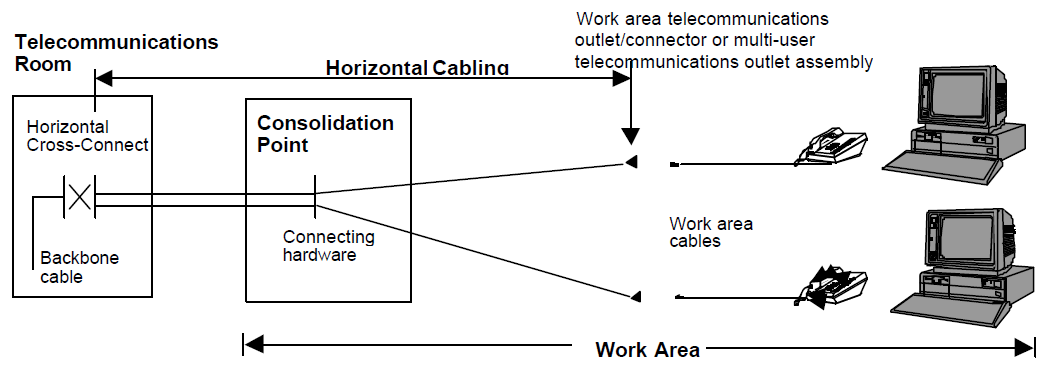 Work area telecommunications
outlet/connector or multi-user
telecommunications outlet assembly
Telecommunications
Room
Horizontal Cabling
Horizontal
Cross-Connect
Consolidation
Point
Connecting
hardware
Backbone
cable
Work area
cables
Work Area